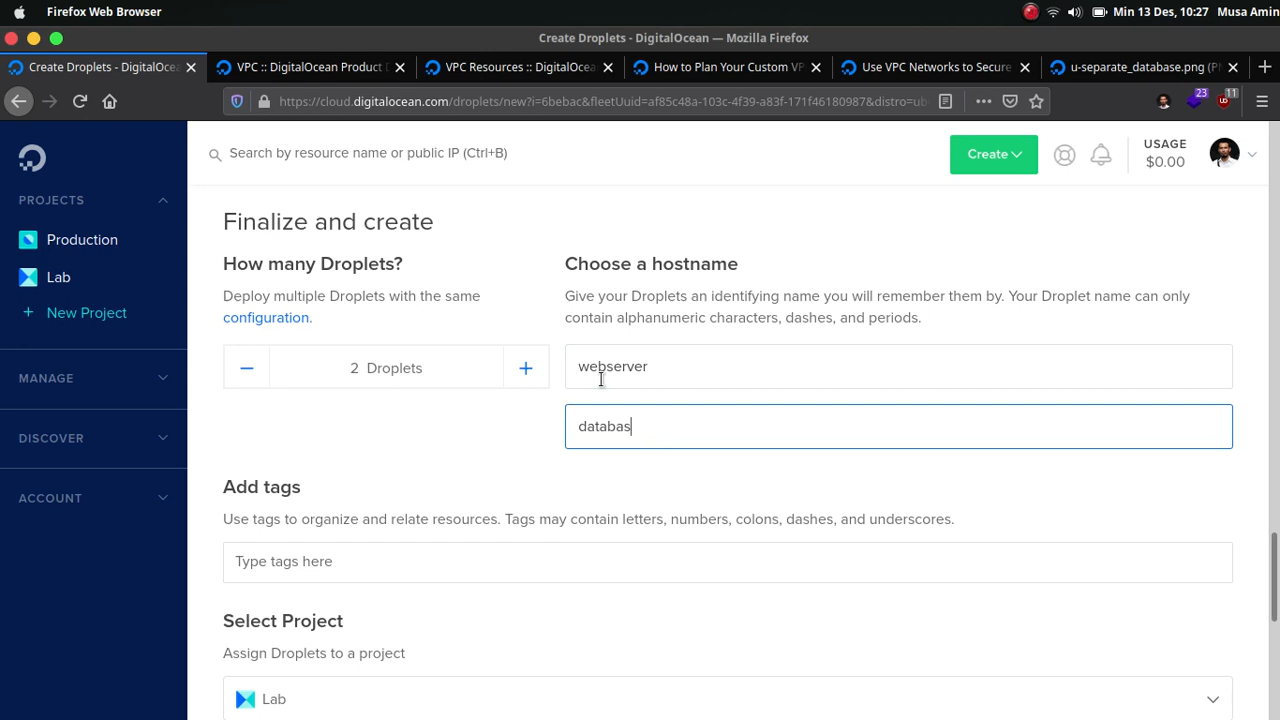 Firefox Web Browser
Min 13 Des, 10:27 Musa Amin
Create Droplets - DigitalOcean — Mozilla Firefox
Create Droplets - DigitalOcea
VPC :: DigitalOcean Product D
VPC Resources :: DigitalOcean
How to Plan Your Custom VP
Use VPC Networks to Secure
u-separate_database.png (P
https://cloud.digitalocean.com/droplets/new?i=6bebac&fleetUuid=af85c48a-103c-4f39-a83f-171f46180987&distro=ub
23
11
Search by resource name or public IP (Ctrl+B)
Create
USAGE
$0.00
PROJECTS
Production
Lab
+ New Project
MANAGE
DISCOVER
ACCOUNT
Finalize and create
How many Droplets?
Deploy multiple Droplets with the same
configuration.
− 2 Droplets +
Choose a hostname
Give your Droplets an identifying name you will remember them by. Your Droplet name can only
contain alphanumeric characters, dashes, and periods.
webserver
databas
Add tags
Use tags to organize and relate resources. Tags may contain letters, numbers, colons, dashes, and underscores.
Type tags here
Select Project
Assign Droplets to a project
Lab